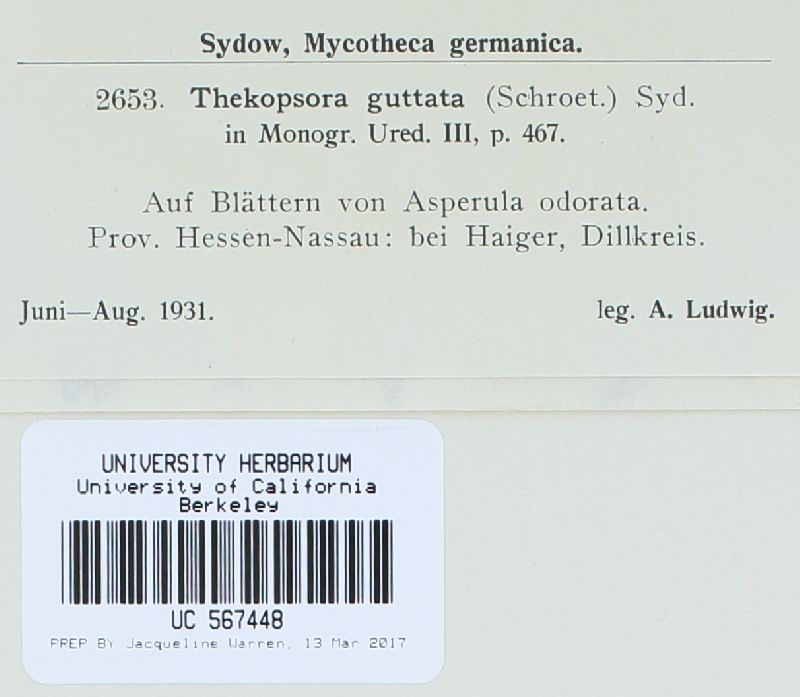 Sydow, Mycotheca germanica.
2653. Thekopsora guttata (Schroet.) Syd.
in Monogr. Ured. III, p. 467.
Auf Blättern von Asperula odorata.
Prov. Hessen-Nassau: bei Haiger, Dillkreis.
Juni—Aug. 1931. leg. A. Ludwig.
UNIVERSITY HERBARIUM
University of California
Berkeley
UC 567448
PREP BY Jacqueline Warren, 13 Mar 2017